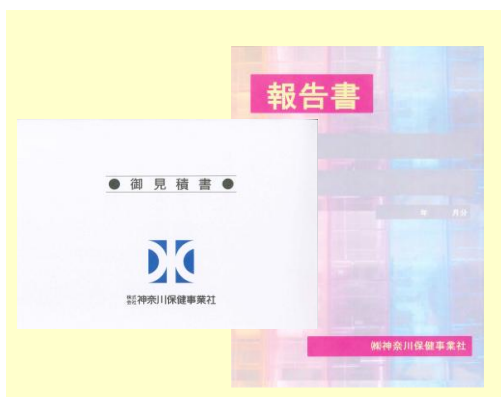 報告書
年 月分
㈱神奈川保健事業社
●御見積書●
株式会社神奈川保健事業社